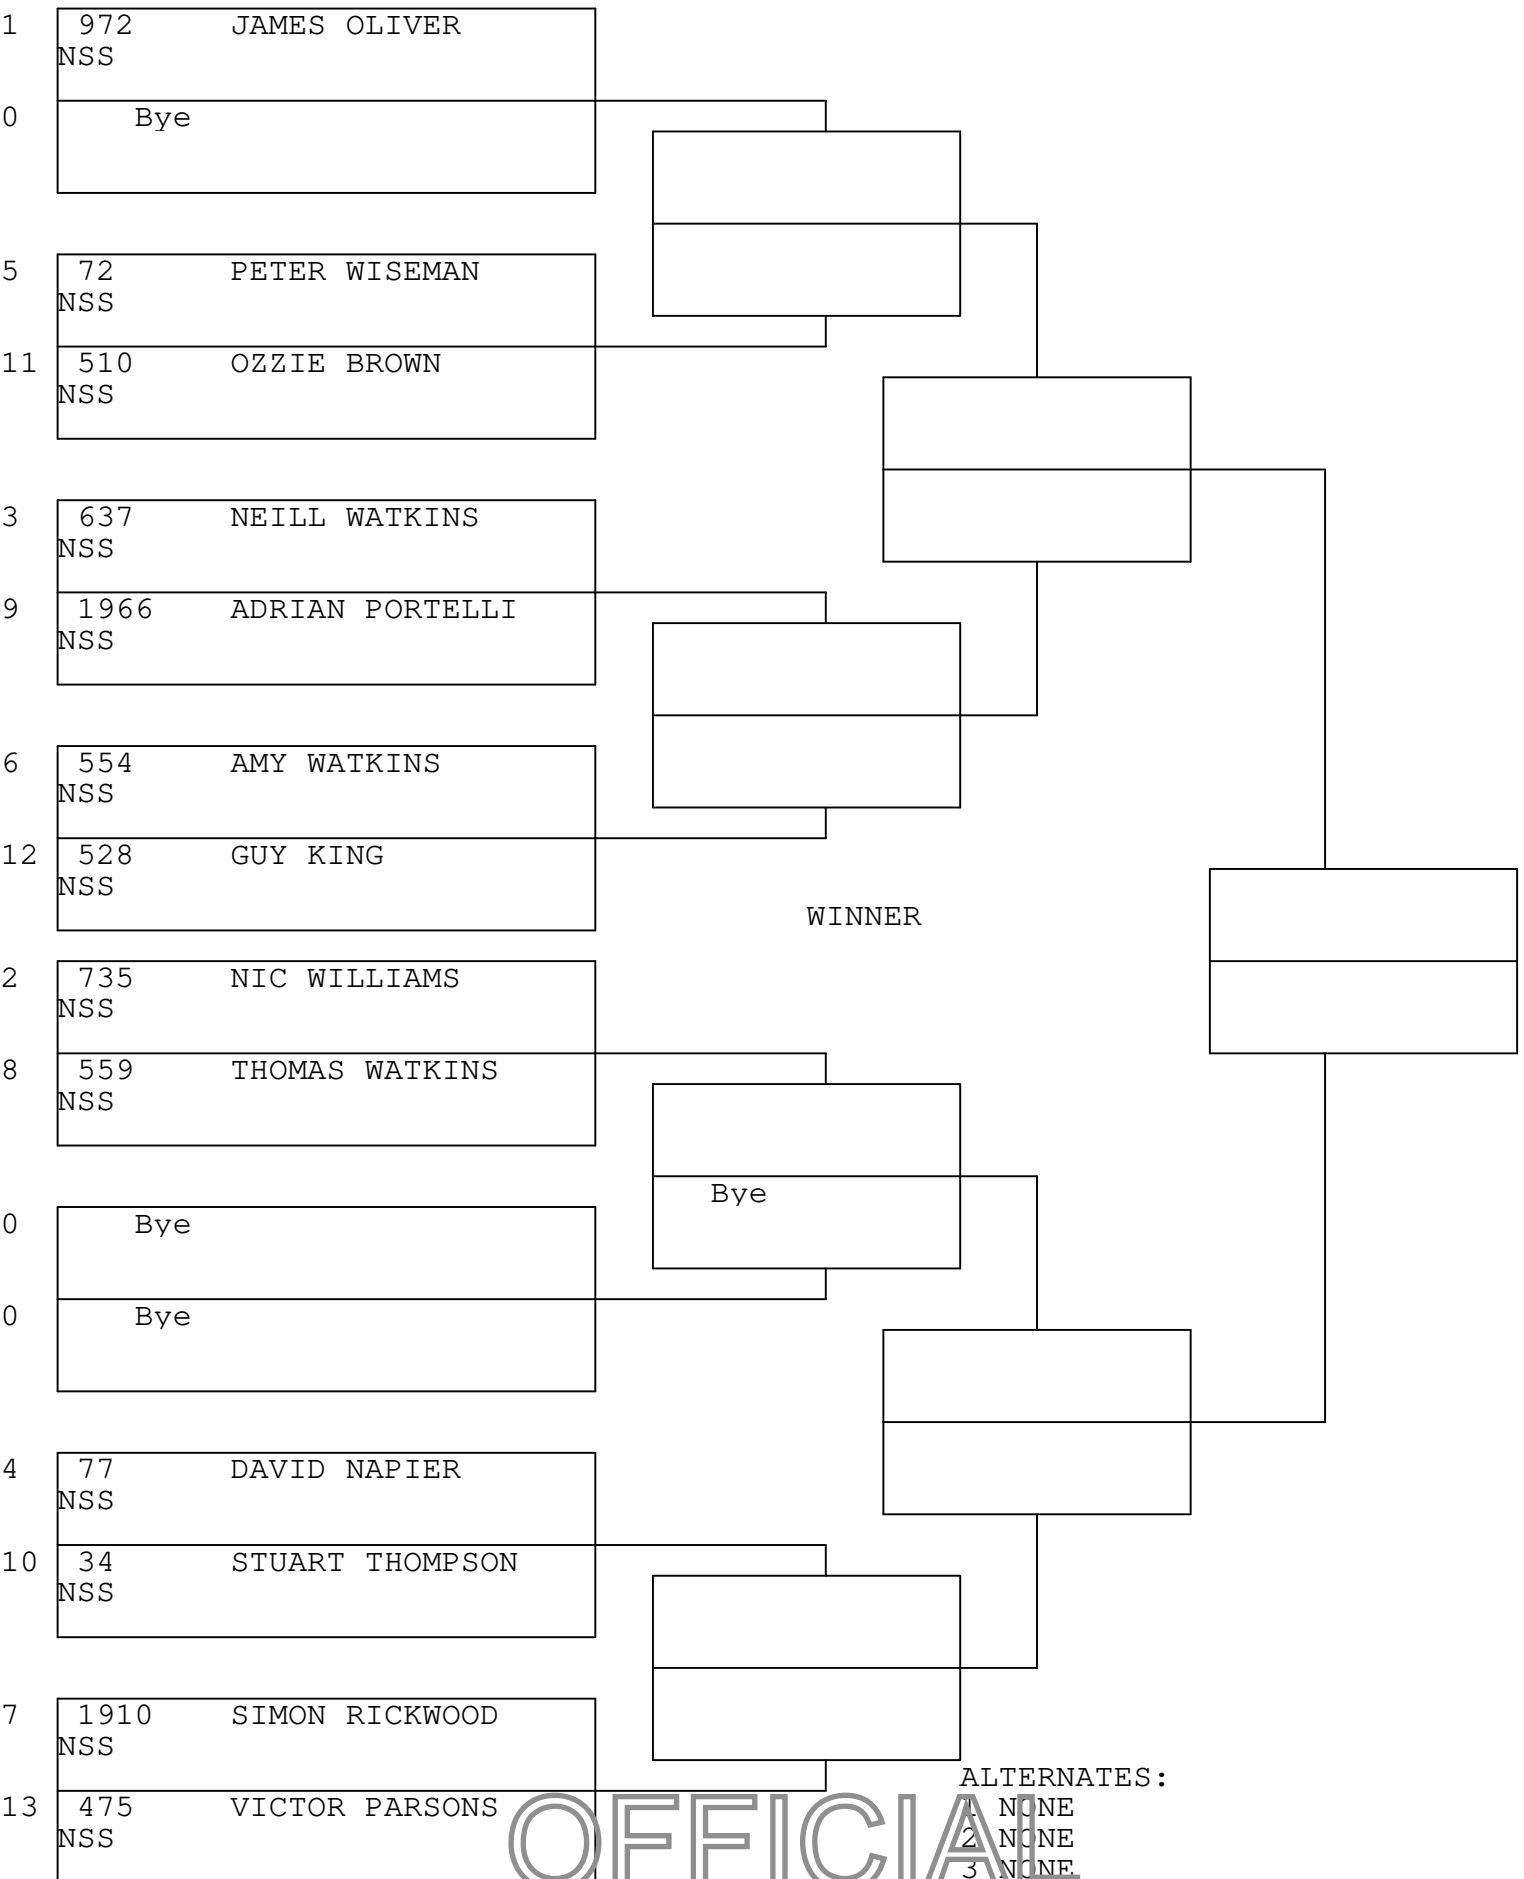 1 972 JAMES OLIVER
NSS
0 Bye
5 72 PETER WISEMAN
NSS
11 510 OZZIE BROWN
NSS
3 637 NEILL WATKINS
NSS
9 1966 ADRIAN PORTELLI
NSS
6 554 AMY WATKINS
NSS
12 528 GUY KING
NSS
WINNER
2 735 NIC WILLIAMS
NSS
8 559 THOMAS WATKINS
NSS
Bye
0 Bye
0 Bye
4 77 DAVID NAPIER
NSS
10 34 STUART THOMPSON
NSS
7 1910 SIMON RICKWOOD
NSS
13 475 VICTOR PARSONS
NSS
ALTERNATES:
1 NONE
2 NONE
3 NONE
OFFICIAL